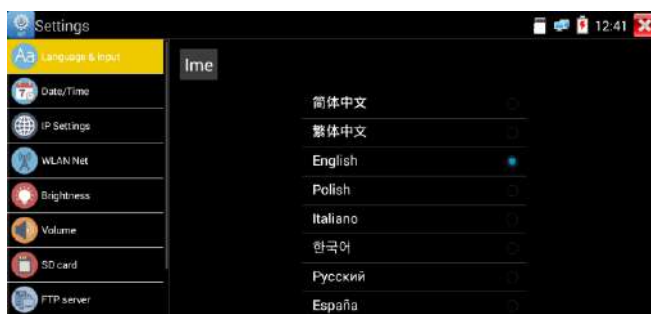 Settings
12:41
Language & Input
Ime
Date/Time
IP Settings
WLAN Net
Brightness
Volume
SD card
FTP server
简体中文
繁体中文
English
Polish
Italiano
한국어
Русский
España